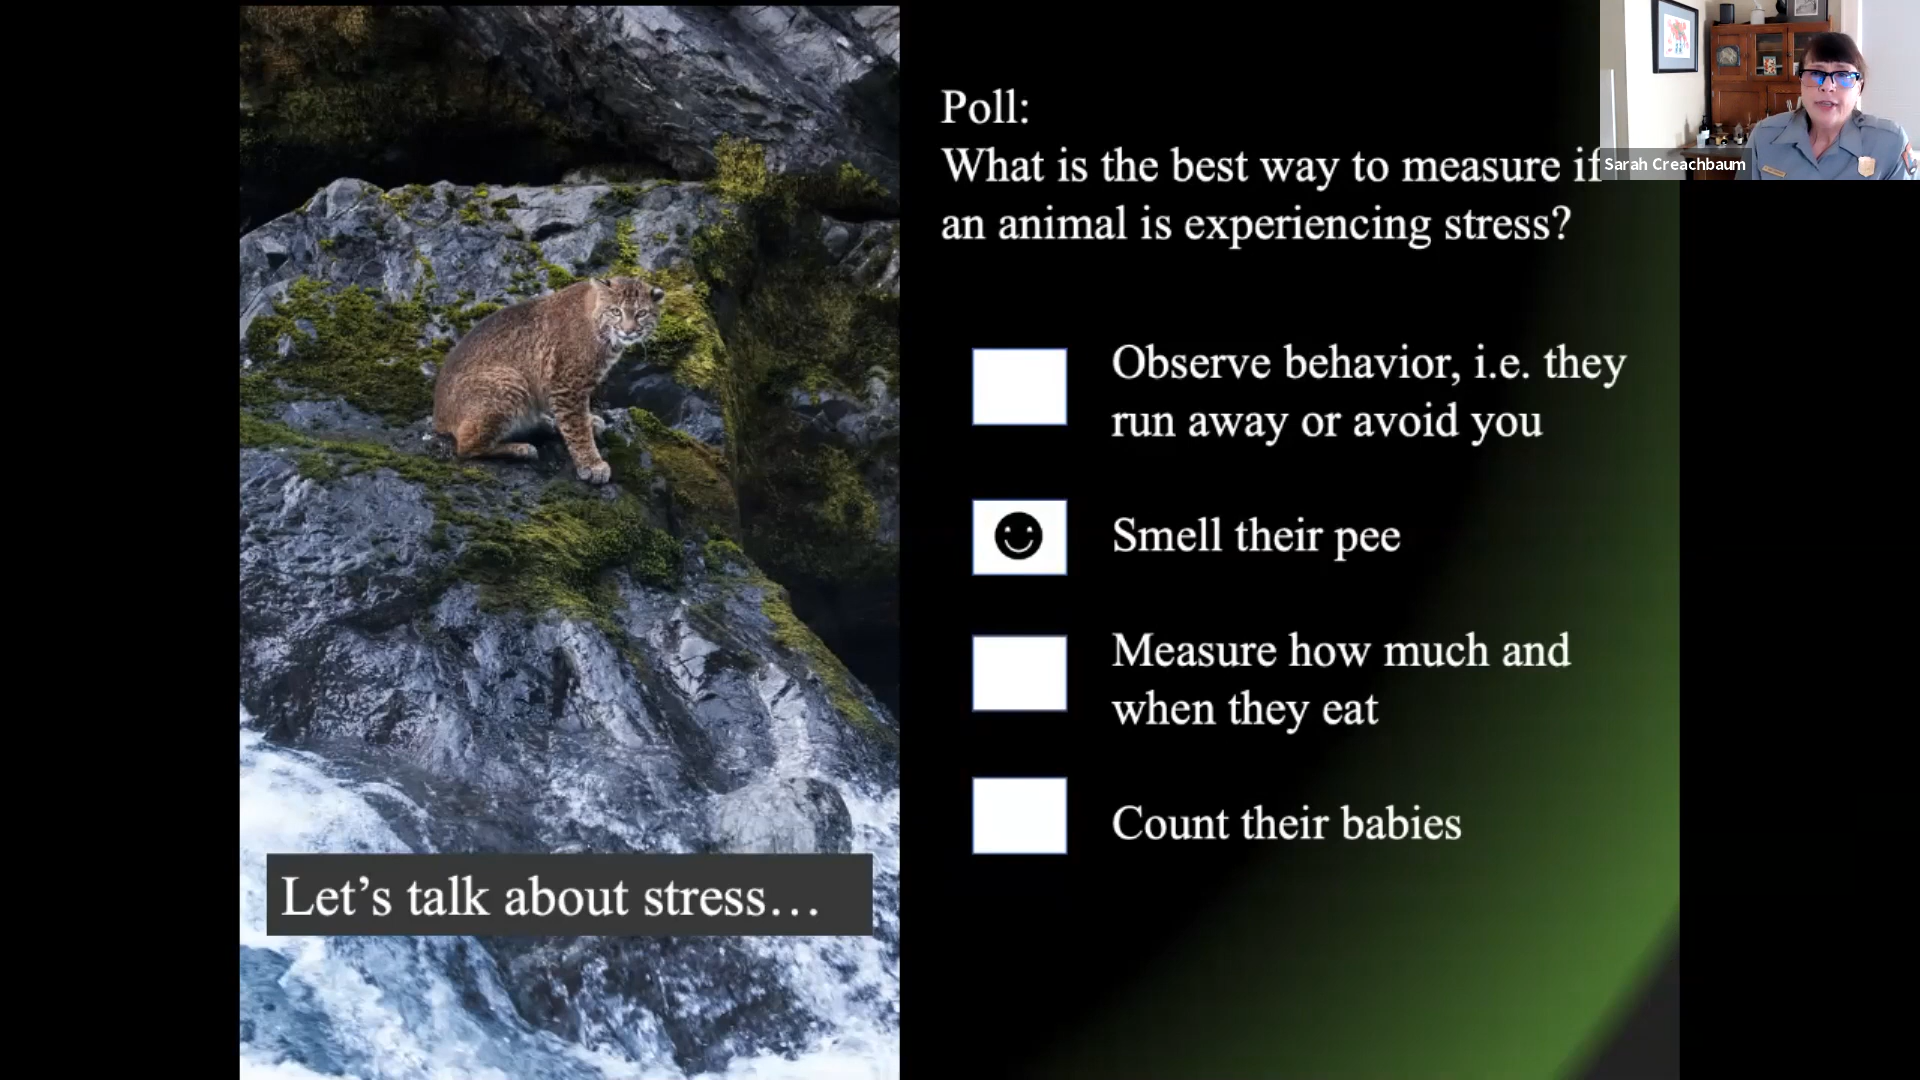 Poll:
What is the best way to measure if
an animal is experiencing stress?
Observe behavior, i.e. they
run away or avoid you
Smell their pee
Measure how much and
when they eat
Count their babies
Let's talk about stress…
Sarah Creachbaum